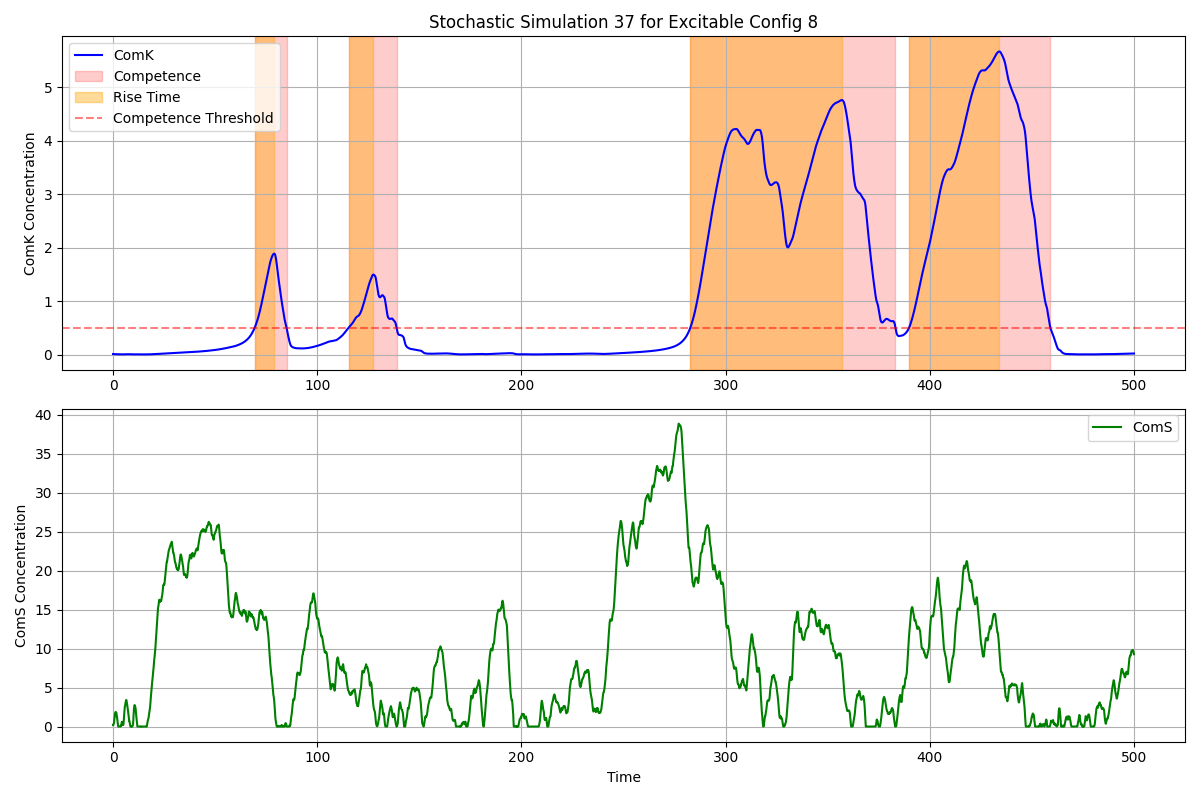 Stochastic Simulation 37 for Excitable Config 8
ComK
Competence
Rise Time
Competence Threshold
ComK Concentration
5
4
3
2
1
0
0 100 200 300 400 500
ComS
ComS Concentration
40
35
30
25
20
15
10
5
0
0 100 200 300 400 500
Time